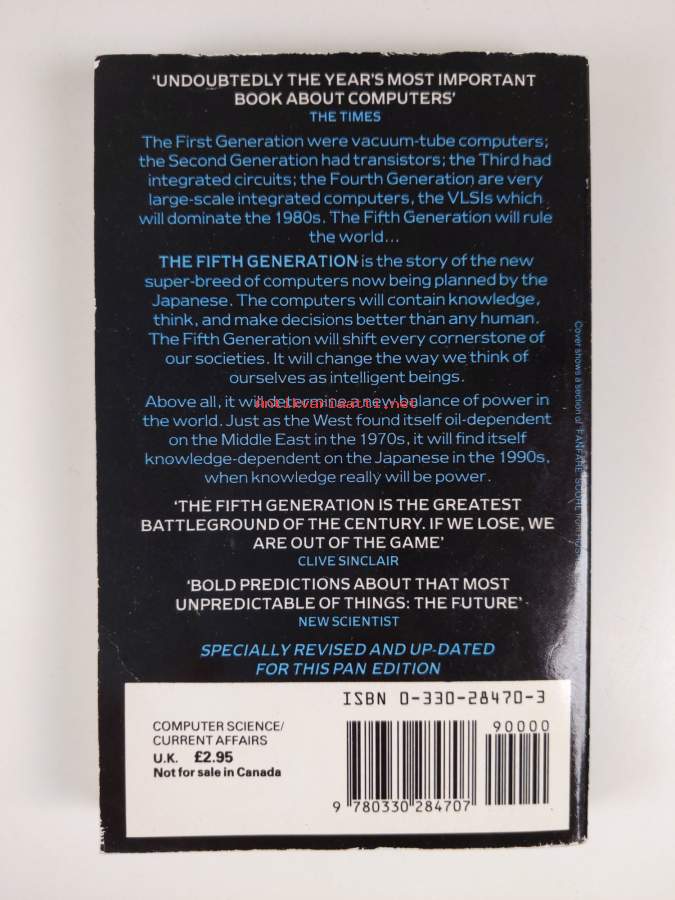 'UNDOUBTEDLY THE YEAR'S MOST IMPORTANT
BOOK ABOUT COMPUTERS'
THE TIMES
The First Generation were vacuum-tube computers;
the Second Generation had transistors; the Third had
integrated circuits; the Fourth Generation are very
large-scale integrated computers, the VLSIs which
will dominate the 1980s. The Fifth Generation will rule
the world...
THE FIFTH GENERATION is the story of the new
super-breed of computers now being planned by the
Japanese. The computers will contain knowledge,
think, and make decisions better than any human.
The Fifth Generation will shift every cornerstone of
our societies. It will change the way we think of
ourselves as intelligent beings.
Above all, it will determine a new balance of power in
the world. Just as the West found itself oil-dependent
on the Middle East in the 1970s, it will find itself
knowledge-dependent on the Japanese in the 1990s,
when knowledge really will be power.
'THE FIFTH GENERATION IS THE GREATEST
BATTLEGROUND OF THE CENTURY. IF WE LOSE, WE
ARE OUT OF THE GAME'
CLIVE SINCLAIR
'BOLD PREDICTIONS ABOUT THAT MOST
UNPREDICTABLE OF THINGS: THE FUTURE'
NEW SCIENTIST
SPECIALLY REVISED AND UP-DATED
FOR THIS PAN EDITION
ISBN 0-330-28470-3
COMPUTER SCIENCE/
CURRENT AFFAIRS
U.K. £2.95
Not for sale in Canada
90000
9 780330 284707
Cover shows a section of 'FANFARE' SCORE from
Antikvariaatti.net